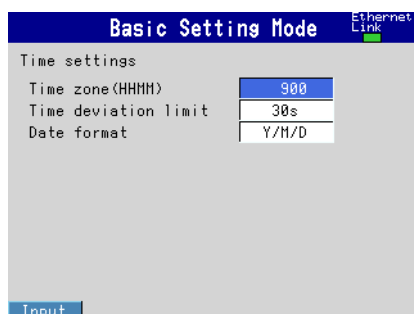 Basic Setting Mode
Ethernet
Link
Time settings
Time zone(HHMM) 900
Time deviation limit 30s
Date format Y/M/D
Input